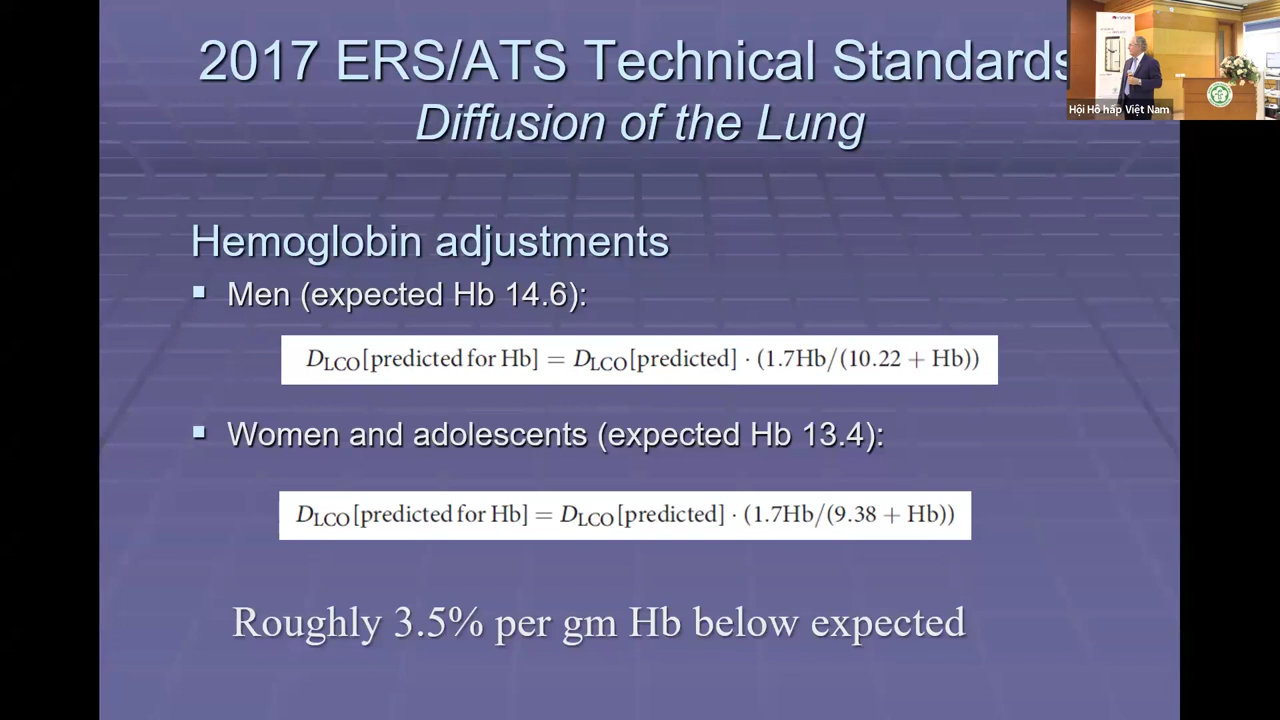 2017 ERS/ATS Technical Standards
Diffusion of the Lung
Hội Hô hấp Việt Nam
Hemoglobin adjustments
▪ Men (expected Hb 14.6):
DLCO[predicted for Hb] = DLCO[predicted] · (1.7Hb/(10.22 + Hb))
▪ Women and adolescents (expected Hb 13.4):
DLCO[predicted for Hb] = DLCO[predicted] · (1.7Hb/(9.38 + Hb))
Roughly 3.5% per gm Hb below expected